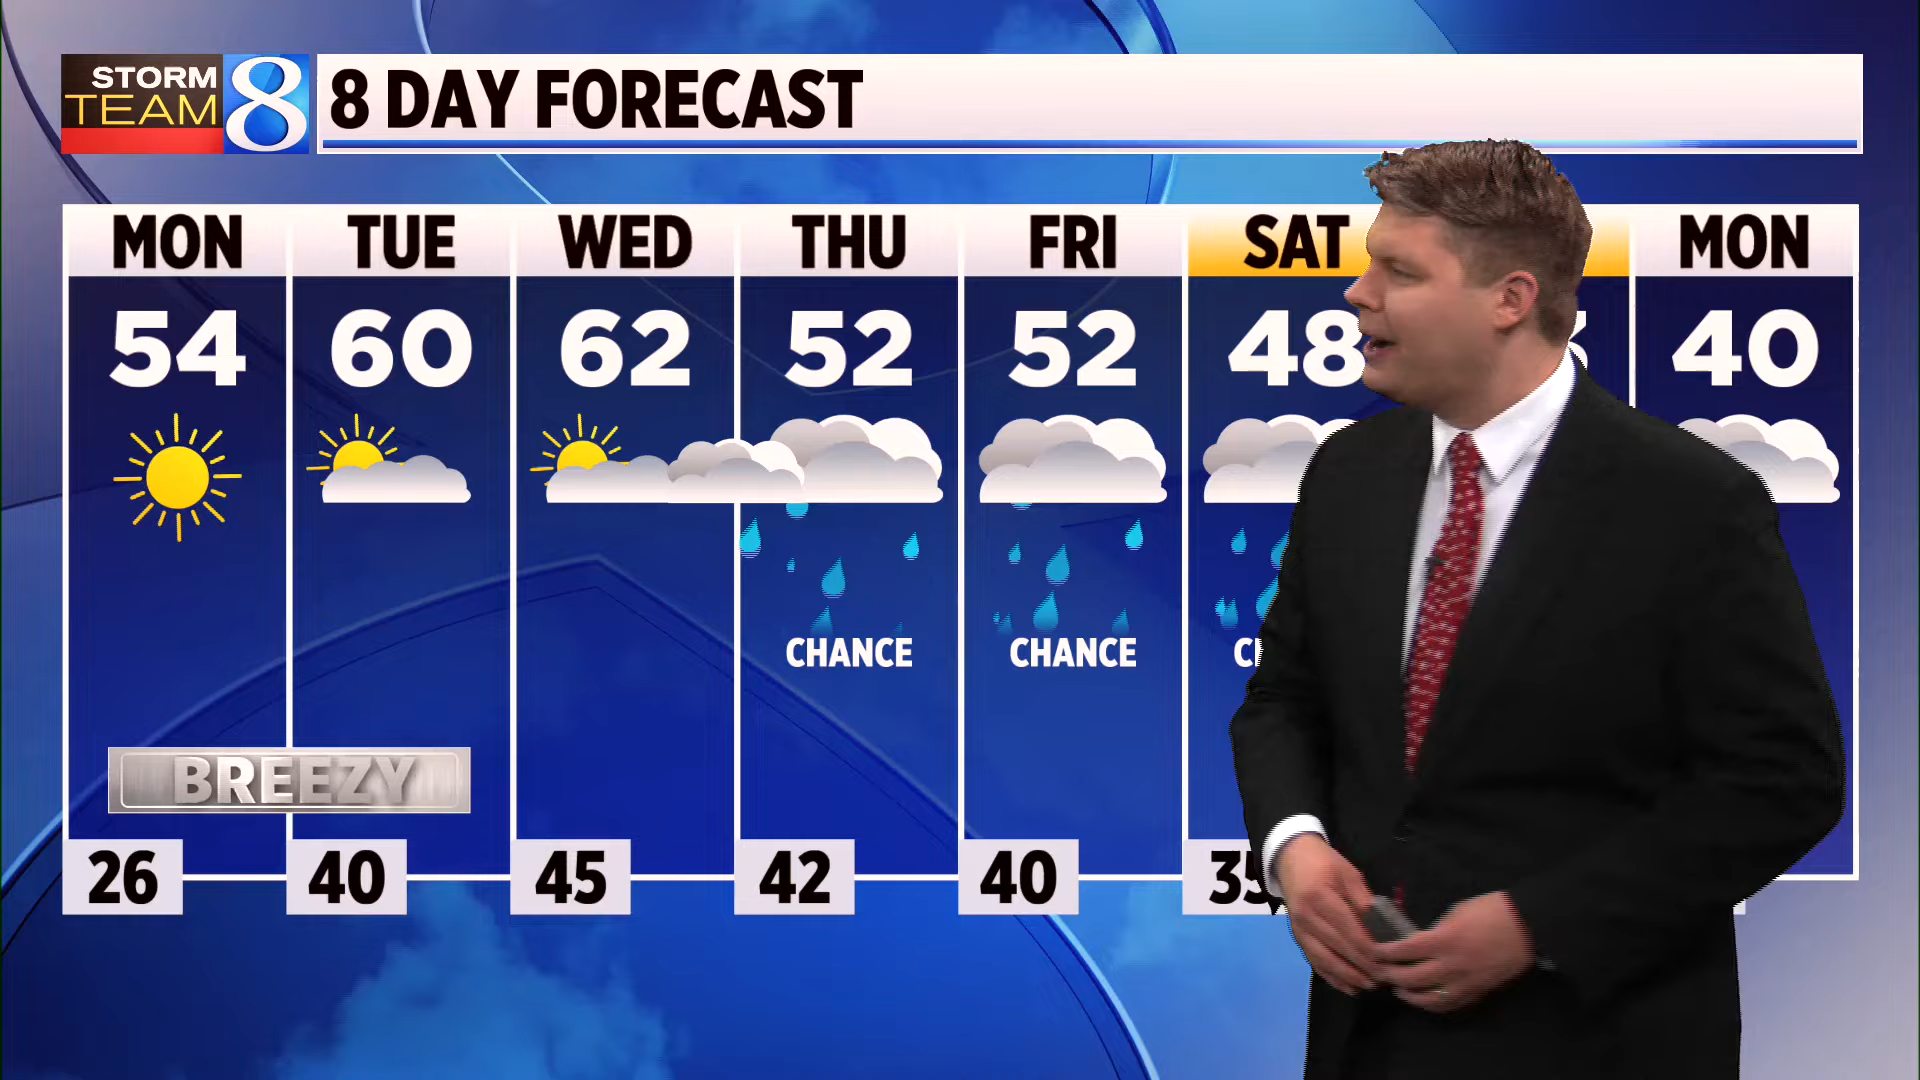 STORM
TEAM
8
8 DAY FORECAST
MON TUE WED THU FRI SAT MON
54 60 62 52 52 48 40
CHANCE CHANCE
BREEZY
26 40 45 42 40 35